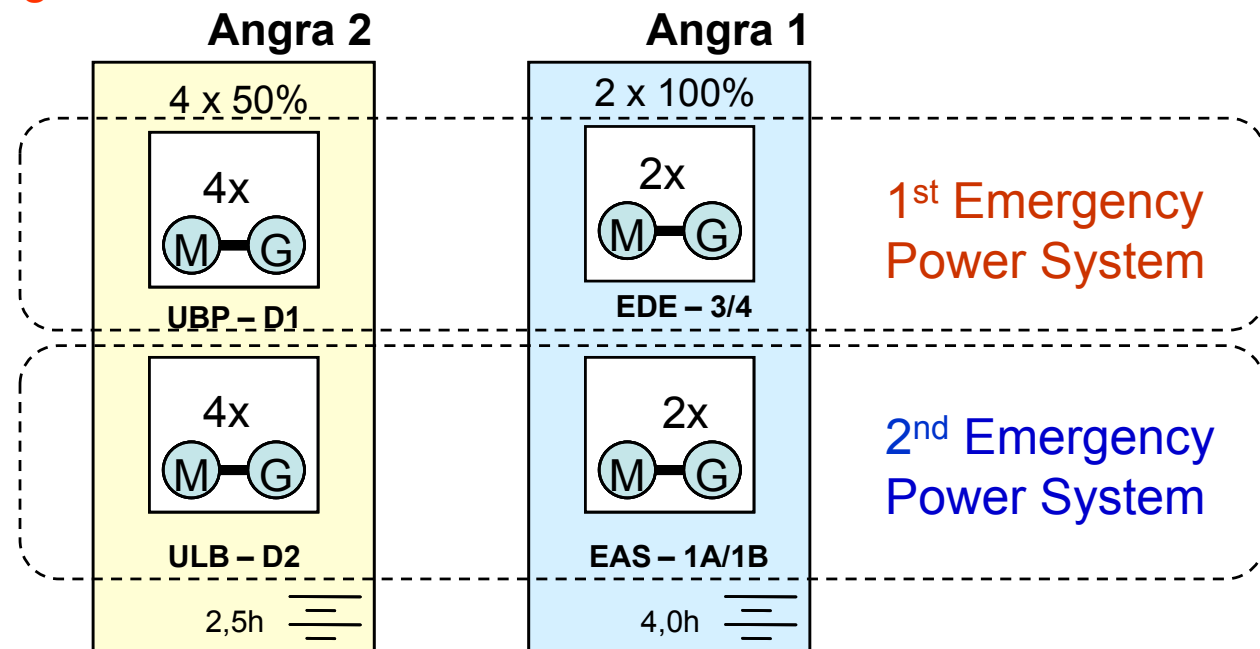 Angra 2
Angra 1
4 x 50%
2 x 100%
4x
M G
UBP – D1
2x
M G
EDE – 3/4
1st Emergency
Power System
4x
M G
ULB – D2
2x
M G
EAS – 1A/1B
2nd Emergency
Power System
2,5h
4,0h